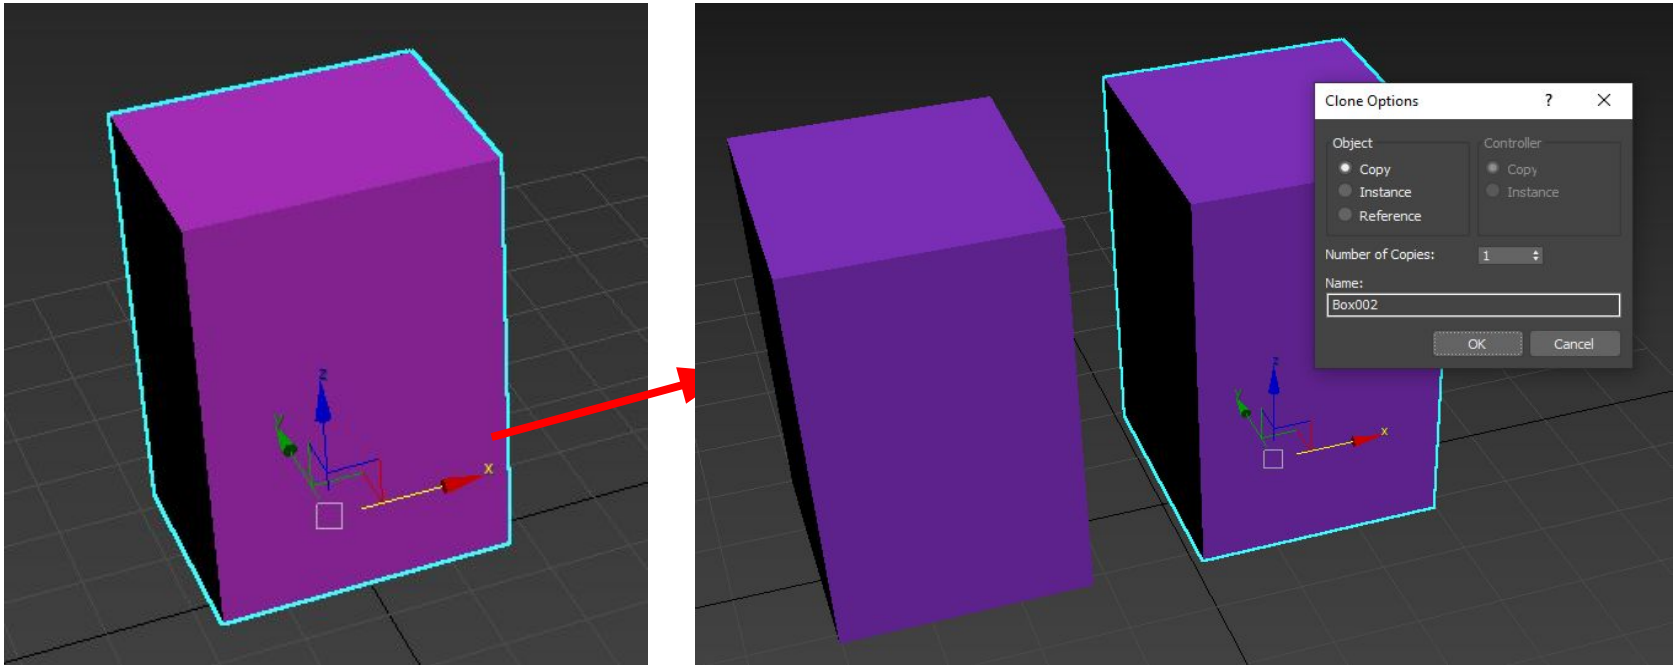 z
y
x
Clone Options ? X
Object Controller
Copy Copy
Instance Instance
Reference
Number of Copies: 1
Name:
Box002
OK Cancel
z
y
x